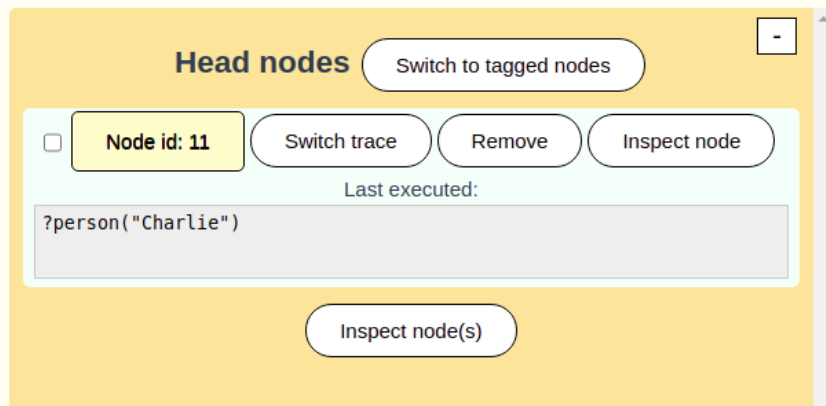 -
Head nodes Switch to tagged nodes
Node id: 11 Switch trace Remove Inspect node
Last executed:
?person("Charlie")
Inspect node(s)